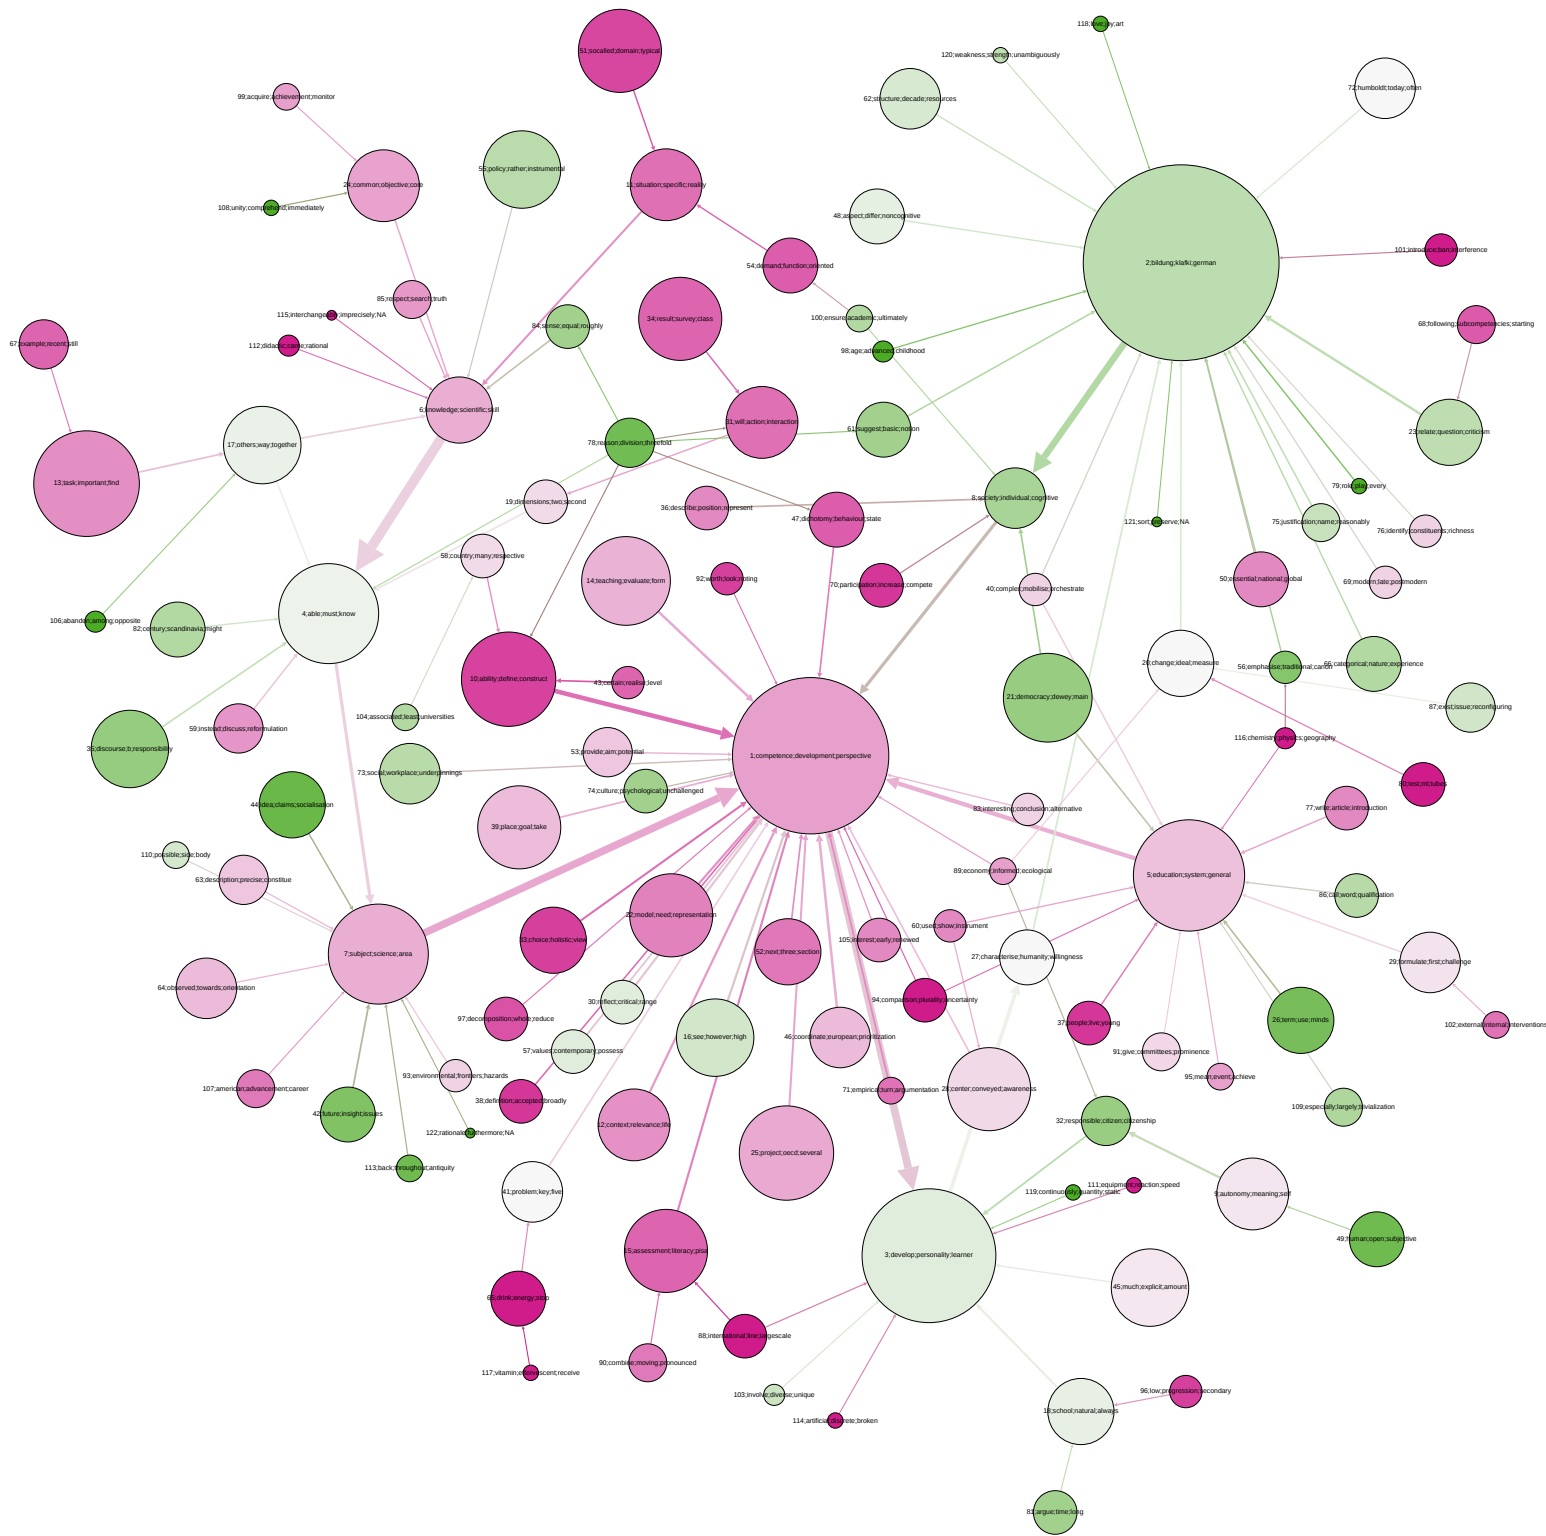 118;love;joy;art
51;socalled;domain;typical
120;weakness;strength;unambiguously
72;humboldt;today;often
99;acquire;achievement;monitor
62;structure;decade;resources
55;policy;rather;instrumental
24;common;objective;core
11;situation;specific;reality
108;unity;comprehend;immediately
48;aspect;differ;noncognitive
101;introduce;ban;interference
2;bildung;klafki;german
54;demand;function;oriented
85;respect;search;truth
115;interchangeably;imprecisely;NA
100;ensure;academic;ultimately
34;result;survey;class
68;following;subcompetencies;starting
84;sense;equal;roughly
67;example;recent;still
112;didactic;carrie;rational
98;age;advanced;childhood
6;knowledge;scientific;skill
31;will;action;interaction
61;suggest;basic;notion
23;relate;question;criticism
17;others;way;together
78;reason;division;threefold
13;task;important;find
79;role;play;every
8;society;individual;cognitive
19;dimensions;two;second
36;describe;position;represent
47;dichotomy;behaviour;state
121;sort;preserve;NA
75;justification;name;reasonably
76;identify;constituents;richness
58;country;many;respective
14;teaching;evaluate;form
92;worth;look;noting
70;participation;increase;compete
40;complex;mobilise;orchestrate
50;essential;national;global
69;modern;late;postmodern
4;able;must;know
106;abandon;among;opposite
82;century;scandinavia;might
20;change;ideal;measure
56;emphasise;traditional;canon
66;categorical;nature;experience
10;ability;define;construct
43;certain;realise;level
21;democracy;dewey;main
87;exist;issue;reconfiguring
104;associated;least;universities
59;instead;discuss;reformulation
116;chemistry;physics;geography
35;discourse;b;responsibility
53;provide;aim;potential
1;competence;development;perspective
73;social;workplace;underpinnings
80;test;ml;tubes
74;culture;psychological;unchallenged
44;idea;claims;socialisation
83;interesting;conclusion;alternative
77;write;article;introduction
39;place;goal;take
110;possible;side;body
89;economy;informed;ecological
5;education;system;general
63;description;precise;constitue
86;call;word;qualification
22;model;need;representation
60;used;show;instrument
33;choice;holistic;view
52;next;three;section
105;interest;early;renewed
7;subject;science;area
27;characterise;humanity;willingness
29;formulate;first;challenge
64;observed;towards;orientation
30;reflect;critical;range
94;comparison;plurality;uncertainty
97;decomposition;whole;reduce
26;term;use;minds
37;people;live;young
102;external;internal;interventions
16;see;however;high
46;coordinate;european;prioritization
57;values;contemporary;possess
91;give;committees;prominence
93;environmental;frontiers;hazards
95;mean;event;achieve
107;american;advancement;career
28;center;conveyed;awareness
71;empirical;turn;argumentation
38;definition;accepted;broadly
109;especially;largely;trivialization
42;future;insight;issues
32;responsible;citizen;citizenship
12;context;relevance;life
122;rationale;furthermore;NA
25;project;oecd;several
113;back;throughout;antiquity
111;equipment;reaction;speed
41;problem;key;five
119;continuously;quantity;static
9;autonomy;meaning;self
49;human;open;subjective
15;assessment;literacy;pisa
3;develop;personality;learner
45;much;explicit;amount
65;drink;energy;stop
88;international;line;largescale
90;combine;moving;pronounced
117;vitamin;effervescent;receive
103;involve;diverse;unique
96;low;progression;secondary
18;school;natural;always
114;artificial;discrete;broken
81;argue;time;long